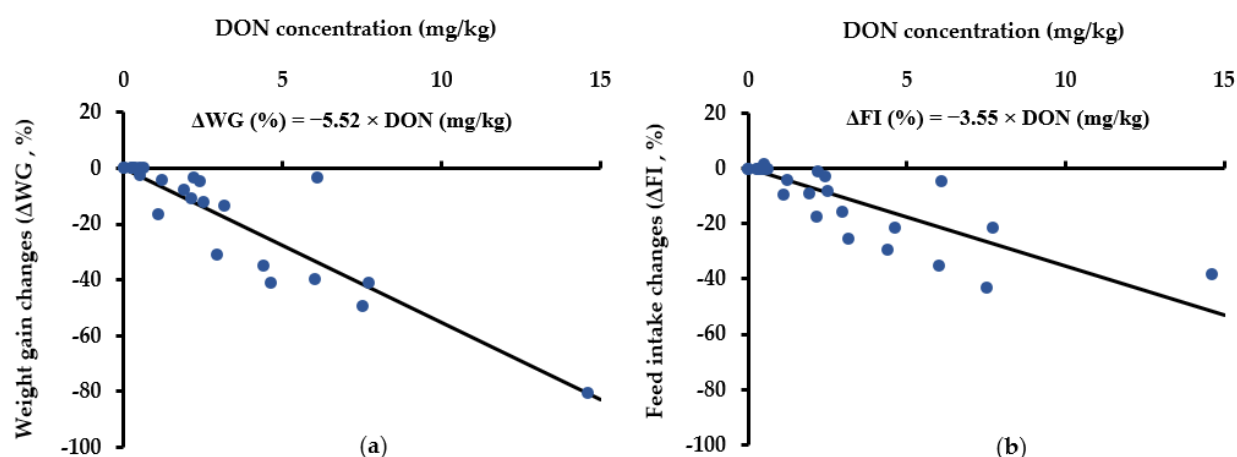 DON concentration (mg/kg)
0 5 10 15
ΔWG (%) = −5.52 × DON (mg/kg)
Weight gain changes (ΔWG , %)
20
0
-20
-40
-60
-80
-100
(a)
DON concentration (mg/kg)
0 5 10 15
ΔFI (%) = −3.55 × DON (mg/kg)
Feed intake changes (ΔFI , %)
20
0
-20
-40
-60
-80
-100
(b)